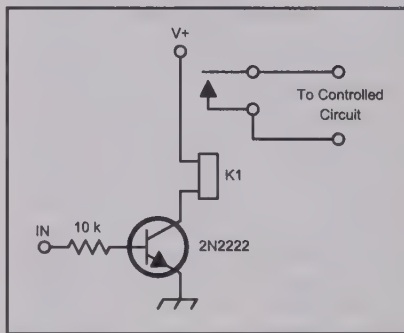 V+
To Controlled
Circuit
K1
IN
10 k
2N2222